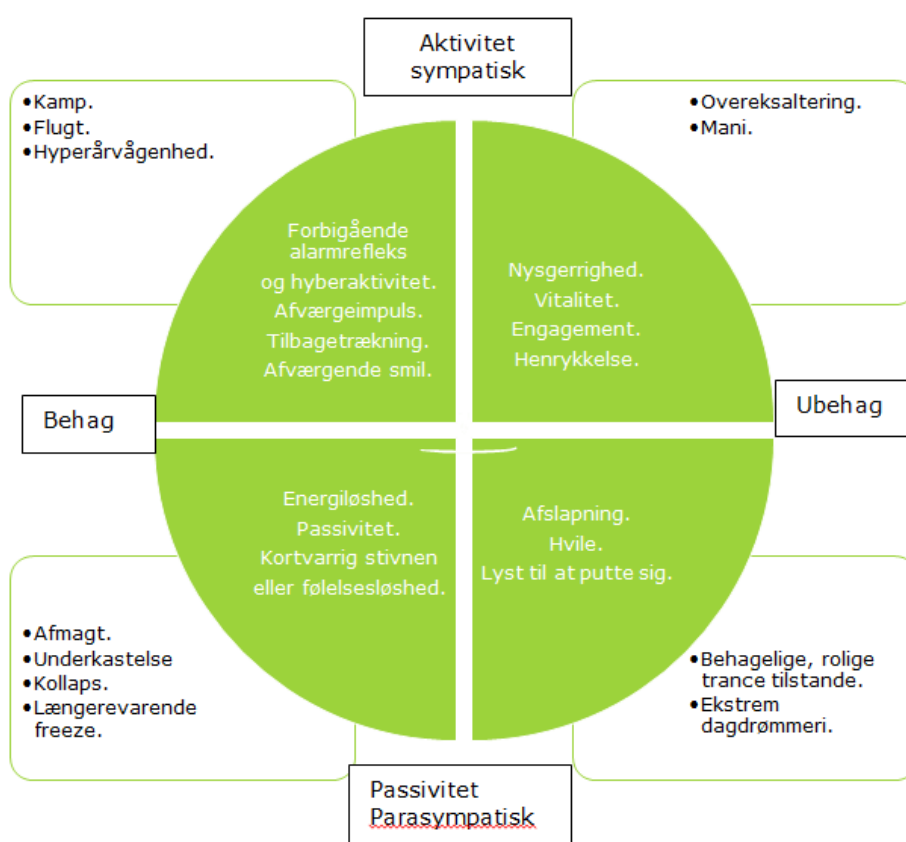 Aktivitet
sympatisk
•Kamp.
•Flugt.
•Hyperårvågenhed.
•Overeksaltering.
•Mani.
Forbigående
alarmrefleks
og hyberaktivitet.
Afværgeimpuls.
Tilbagetrækning.
Afværgende smil.
Nysgerrighed.
Vitalitet.
Engagement.
Henrykkelse.
Behag
Ubehag
Energiløshed.
Passivitet.
Kortvarrig stivnen
eller følelsesløshed.
Afslapning.
Hvile.
Lyst til at putte sig.
•Afmagt.
•Underkastelse
•Kollaps.
•Længerevarende
freeze.
•Behagelige, rolige
trance tilstande.
•Ekstrem
dagdrømmeri.
Passivitet
Parasympatisk